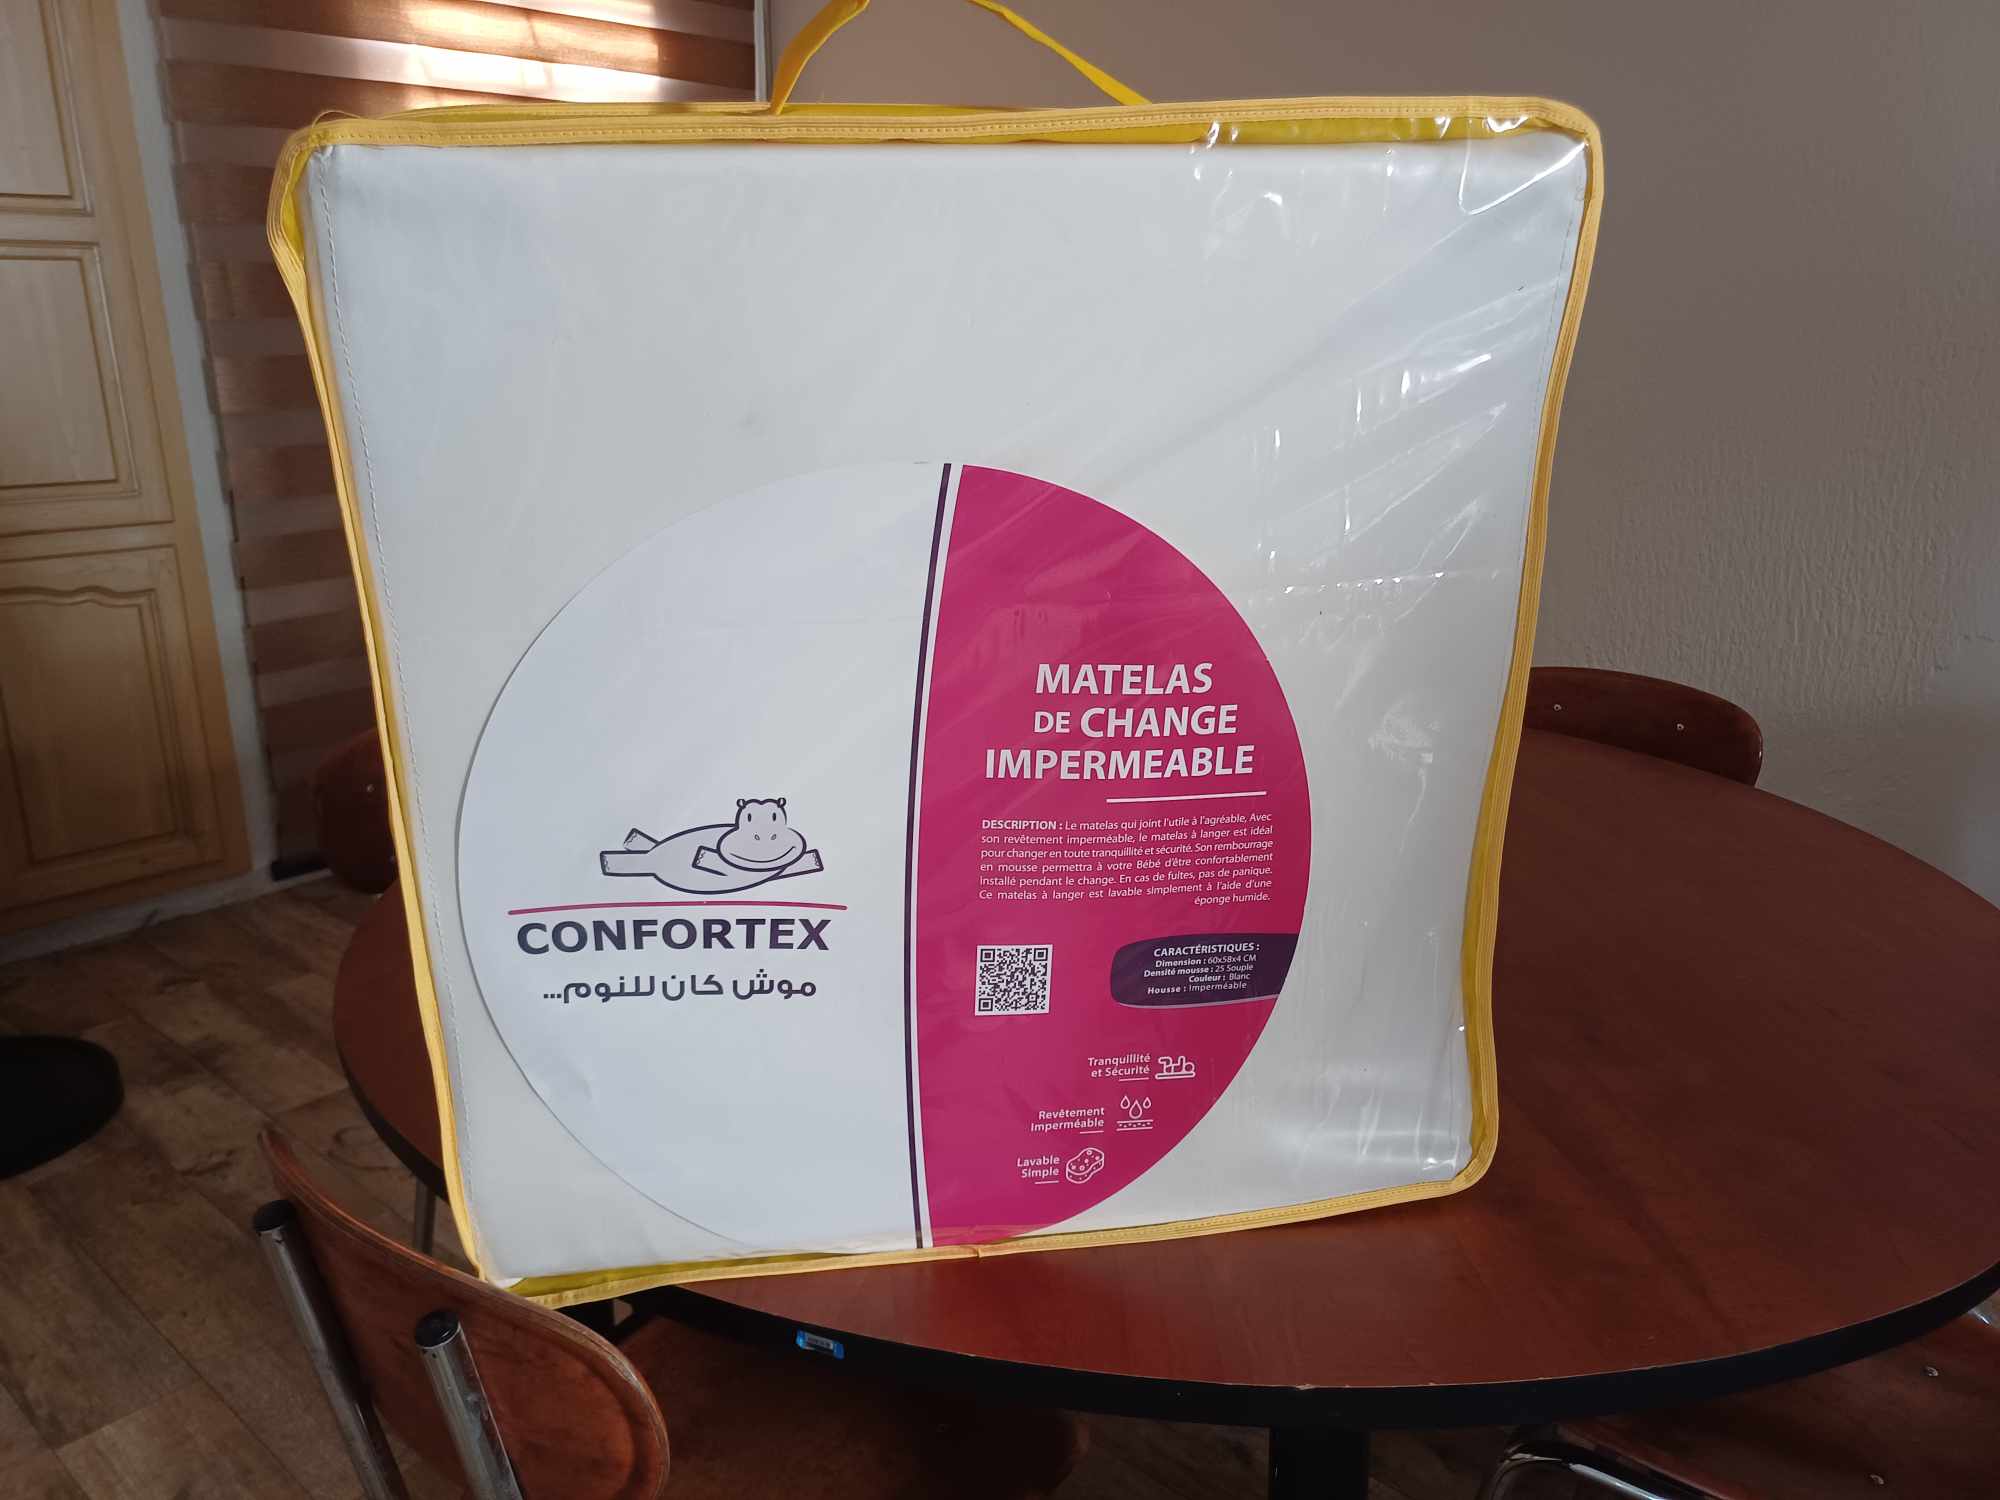 CONFORTEX
موش كان للنوم...
MATELAS
DE CHANGE
IMPERMEABLE
DESCRIPTION : Le matelas qui joint l'utile à l'agréable, Avec
son revêtement imperméable, le matelas à langer est idéal
pour changer en toute tranquillité et sécurité. Son rembourrage
en mousse permettra à votre Bébé d'être confortablement
installé pendant le change. En cas de fuites, pas de panique.
Ce matelas à langer est lavable simplement à l'aide d'une
éponge humide.
CARACTÉRISTIQUES :
Dimension : 60x58x4 CM
Densité mousse : 25 Souple
Couleur : Blanc
Housse : Imperméable
Tranquillité
et Sécurité
Revêtement
Imperméable
Lavable
Simple